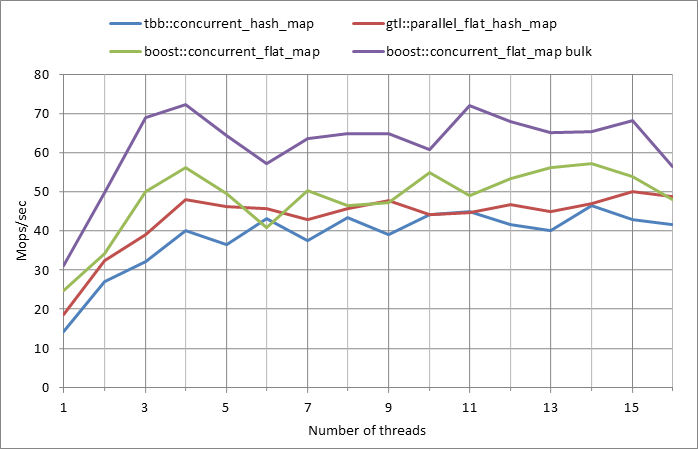 tbb::concurrent_hash_map gtl::parallel_flat_hash_map
boost::concurrent_flat_map boost::concurrent_flat_map bulk
80
70
60
50
40
30
20
10
0
Mops/sec
1 3 5 7 9 11 13 15
Number of threads